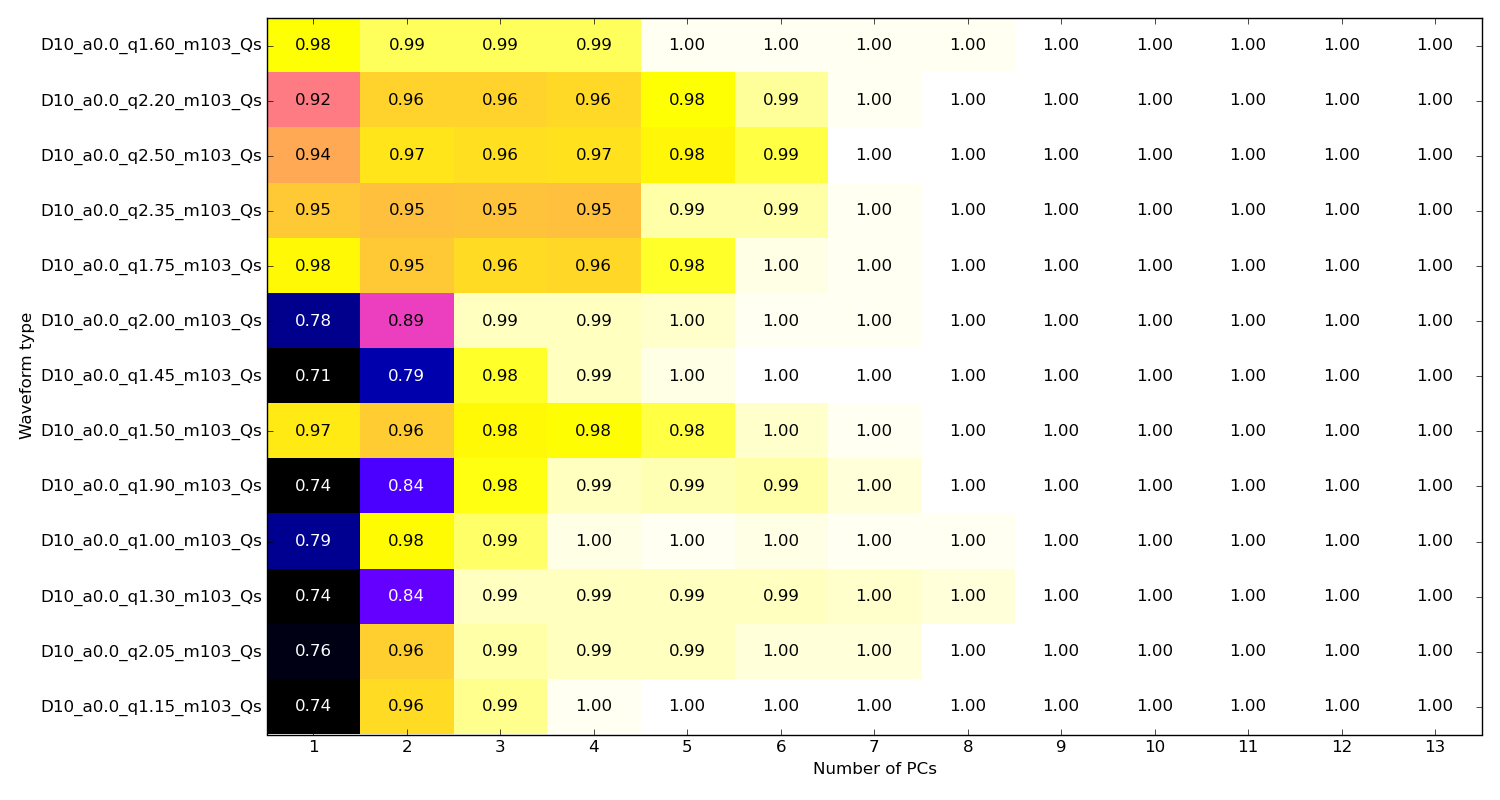 D10_a0.0_q1.60_m103_Qs 0.98 0.99 0.99 0.99 1.00 1.00 1.00 1.00 1.00 1.00 1.00 1.00 1.00
D10_a0.0_q2.20_m103_Qs 0.92 0.96 0.96 0.96 0.98 0.99 1.00 1.00 1.00 1.00 1.00 1.00 1.00
D10_a0.0_q2.50_m103_Qs 0.94 0.97 0.96 0.97 0.98 0.99 1.00 1.00 1.00 1.00 1.00 1.00 1.00
D10_a0.0_q2.35_m103_Qs 0.95 0.95 0.95 0.95 0.99 0.99 1.00 1.00 1.00 1.00 1.00 1.00 1.00
D10_a0.0_q1.75_m103_Qs 0.98 0.95 0.96 0.96 0.98 1.00 1.00 1.00 1.00 1.00 1.00 1.00 1.00
D10_a0.0_q2.00_m103_Qs 0.78 0.89 0.99 0.99 1.00 1.00 1.00 1.00 1.00 1.00 1.00 1.00 1.00
D10_a0.0_q1.45_m103_Qs 0.71 0.79 0.98 0.99 1.00 1.00 1.00 1.00 1.00 1.00 1.00 1.00 1.00
D10_a0.0_q1.50_m103_Qs 0.97 0.96 0.98 0.98 0.98 1.00 1.00 1.00 1.00 1.00 1.00 1.00 1.00
D10_a0.0_q1.90_m103_Qs 0.74 0.84 0.98 0.99 0.99 0.99 1.00 1.00 1.00 1.00 1.00 1.00 1.00
D10_a0.0_q1.00_m103_Qs 0.79 0.98 0.99 1.00 1.00 1.00 1.00 1.00 1.00 1.00 1.00 1.00 1.00
D10_a0.0_q1.30_m103_Qs 0.74 0.84 0.99 0.99 0.99 0.99 1.00 1.00 1.00 1.00 1.00 1.00 1.00
D10_a0.0_q2.05_m103_Qs 0.76 0.96 0.99 0.99 0.99 1.00 1.00 1.00 1.00 1.00 1.00 1.00 1.00
D10_a0.0_q1.15_m103_Qs 0.74 0.96 0.99 1.00 1.00 1.00 1.00 1.00 1.00 1.00 1.00 1.00 1.00
1 2 3 4 5 6 7 8 9 10 11 12 13
Number of PCs
Waveform type